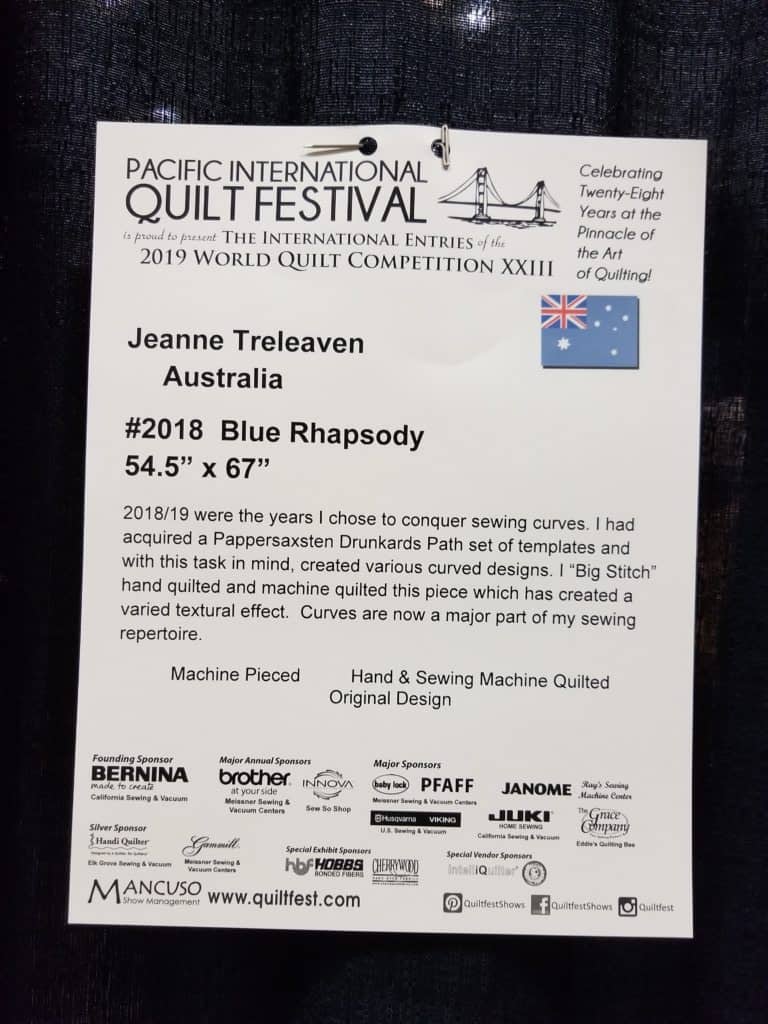 PACIFIC INTERNATIONAL
QUILT FESTIVAL
is proud to present THE INTERNATIONAL ENTRIES of the
2019 WORLD QUILT COMPETITION XXIII
Celebrating
Twenty-Eight
Years at the
Pinnacle of
the Art
of Quilting!
Jeanne Treleaven
Australia
#2018 Blue Rhapsody
54.5” x 67”
2018/19 were the years I chose to conquer sewing curves. I had
acquired a Pappersaxsten Drunkards Path set of templates and
with this task in mind, created various curved designs. I “Big Stitch”
hand quilted and machine quilted this piece which has created a
varied textural effect. Curves are now a major part of my sewing
repertoire.
Machine Pieced Hand & Sewing Machine Quilted
Original Design
Founding Sponsor
BERNINA
made to create
California Sewing & Vacuum
Major Annual Sponsors
brother
at your side
Meissner Sewing &
Vacuum Centers
INNOVA
Sew So Shop
Major Sponsors
baby lock PFAFF
Meissner Sewing & Vacuum Centers
Husqvarna VIKING
U.S. Sewing & Vacuum
JANOME
JUKI
HOME SEWING
California Sewing & Vacuum
Ray's Sewing
Machine Center
The Grace
Company
Eddie's Quilting Bee
Silver Sponsor
Handi Quilter
Designed by a Quilter, for Quilters
Elk Grove Sewing & Vacuum
Gammill
Meissner Sewing &
Vacuum Centers
Special Exhibit Sponsors
hbf HOBBS
BONDED FIBERS
CHERRYWOOD
Special Vendor Sponsors
intelliQuilter
MANCUSO
Show Management
www.quiltfest.com
QuiltfestShows QuiltfestShows Quiltfest